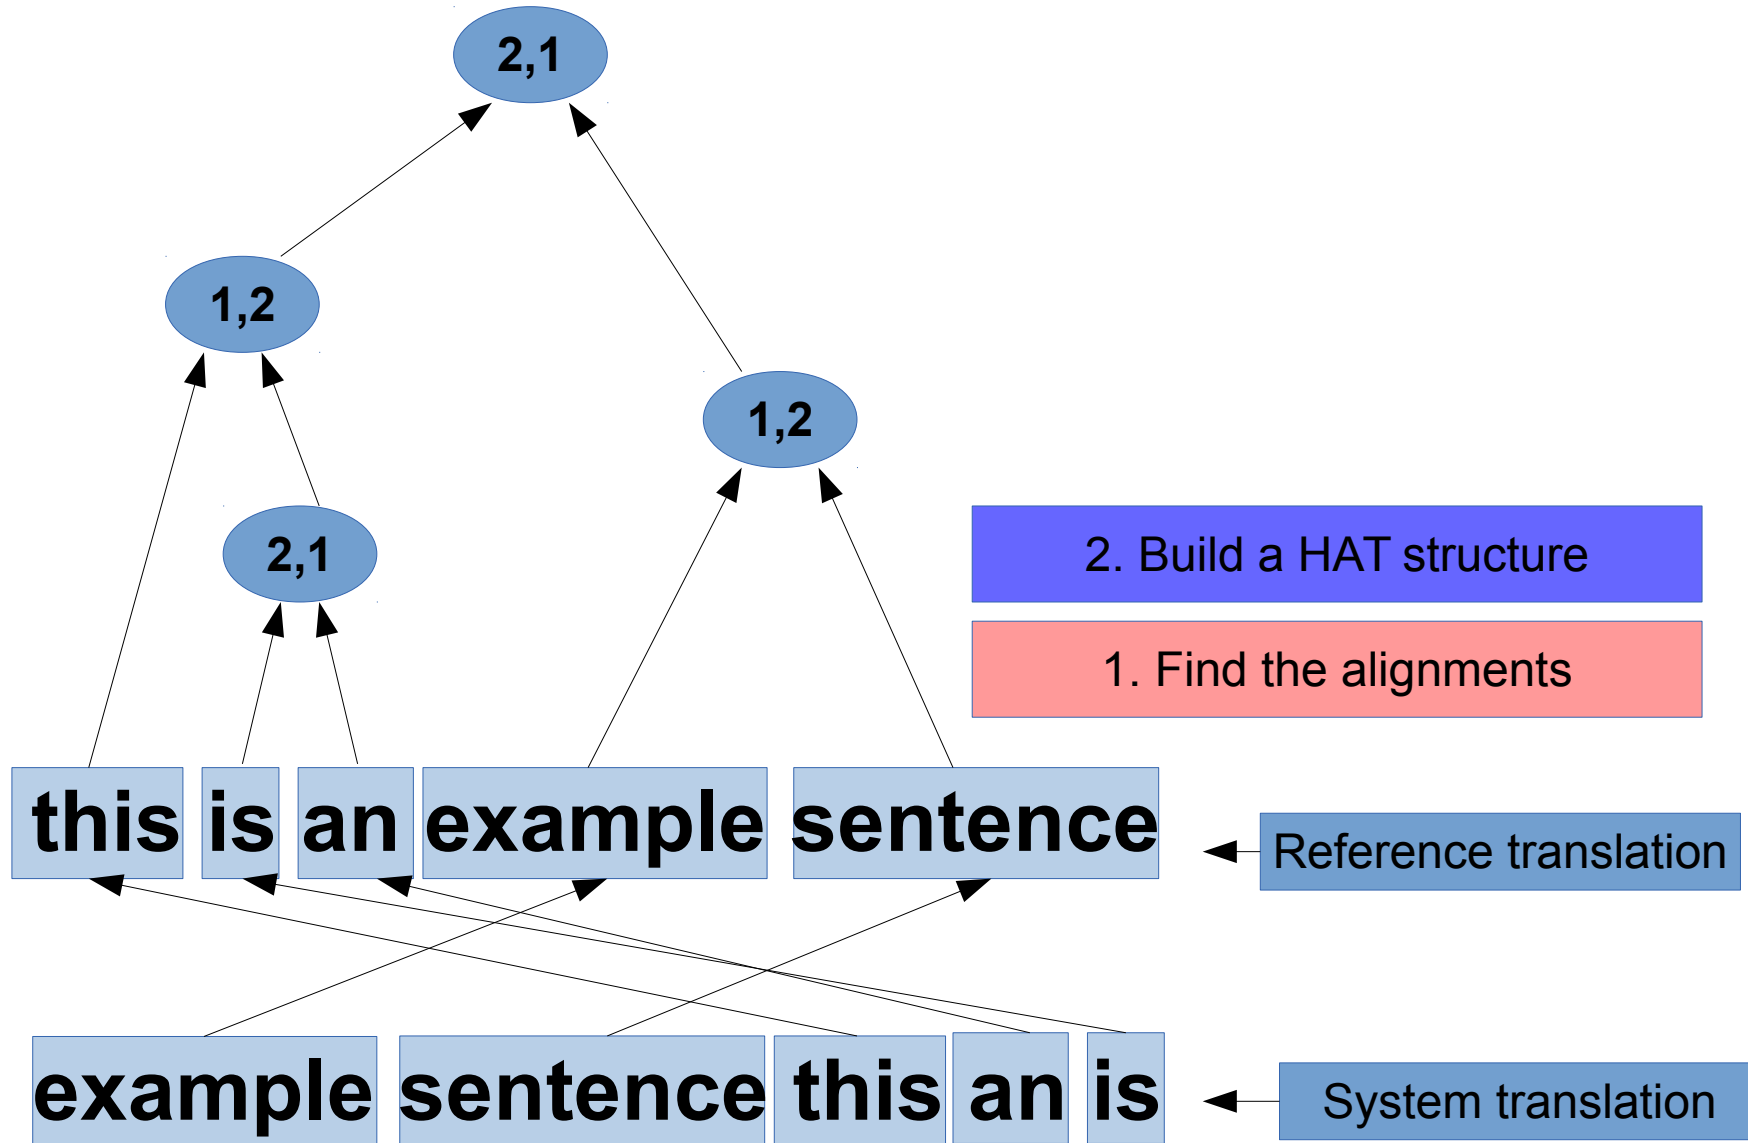 2,1
1,2
1,2
2,1
2. Build a HAT structure
1. Find the alignments
this is an example sentence
Reference translation
example sentence this an is
System translation